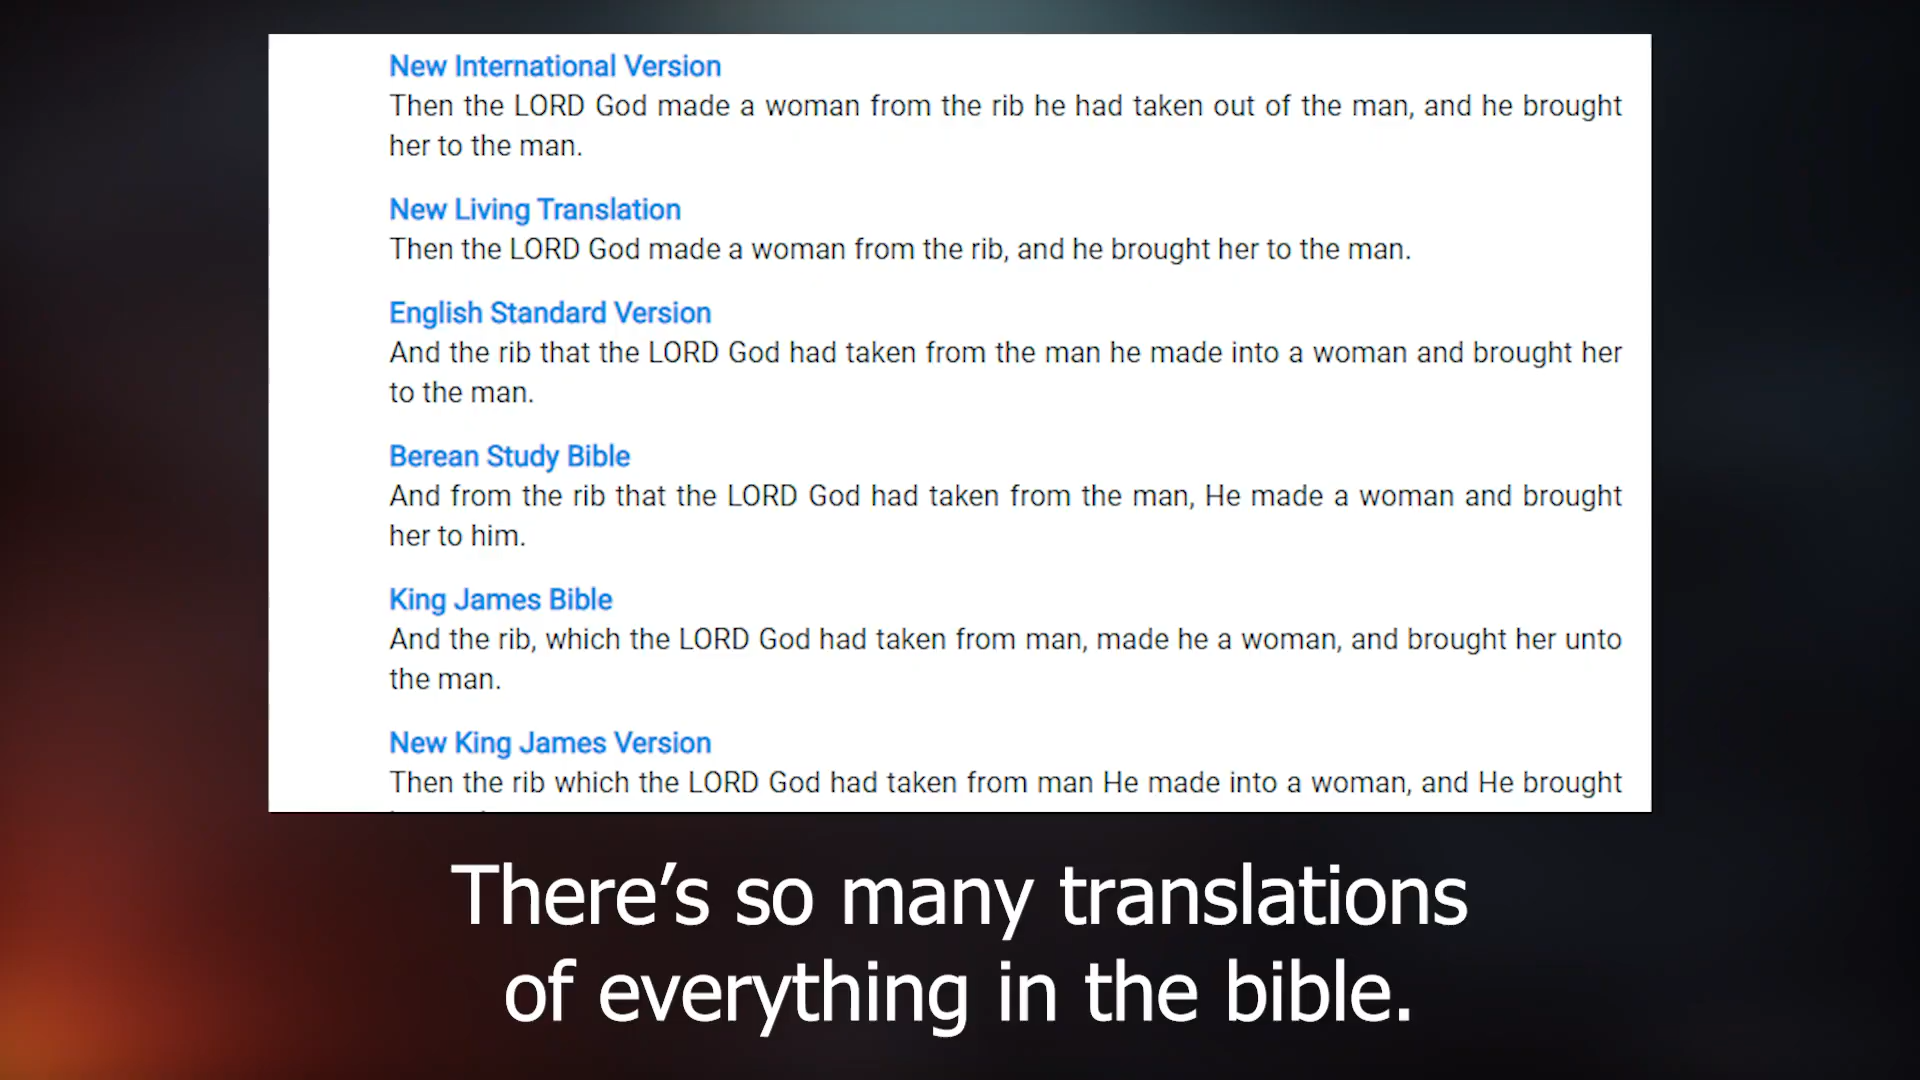 New International Version
Then the LORD God made a woman from the rib he had taken out of the man, and he brought
her to the man.
New Living Translation
Then the LORD God made a woman from the rib, and he brought her to the man.
English Standard Version
And the rib that the LORD God had taken from the man he made into a woman and brought her
to the man.
Berean Study Bible
And from the rib that the LORD God had taken from the man, He made a woman and brought
her to him.
King James Bible
And the rib, which the LORD God had taken from man, made he a woman, and brought her unto
the man.
New King James Version
Then the rib which the LORD God had taken from man He made into a woman, and He brought
There’s so many translations
of everything in the bible.